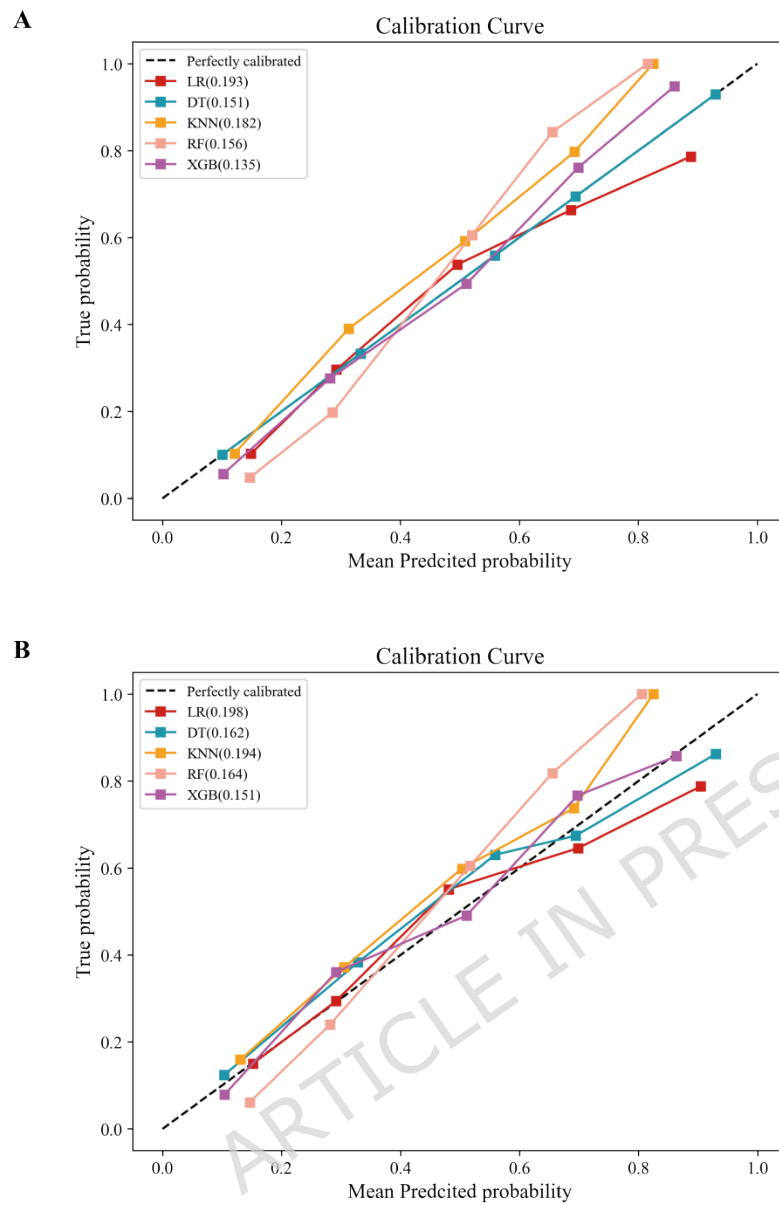 A
Calibration Curve
Perfectly calibrated
LR(0.193)
DT(0.151)
KNN(0.182)
RF(0.156)
XGB(0.135)
1.0
0.8
0.6
0.4
0.2
0.0
True probability
0.0 0.2 0.4 0.6 0.8 1.0
Mean Predcited probability
B
Calibration Curve
Perfectly calibrated
LR(0.198)
DT(0.162)
KNN(0.194)
RF(0.164)
XGB(0.151)
1.0
0.8
0.6
0.4
0.2
0.0
True probability
0.0 0.2 0.4 0.6 0.8 1.0
Mean Predcited probability
ARTICLE IN PRES